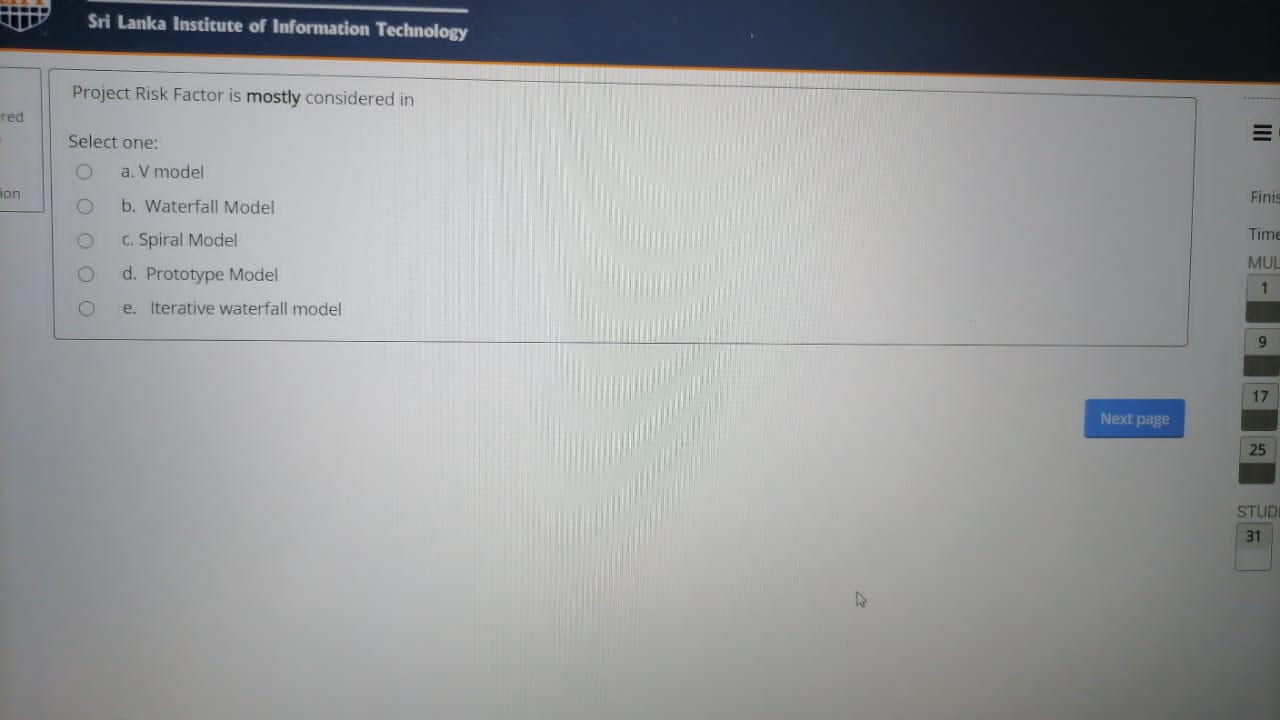 Sri Lanka Institute of Information Technology
Project Risk Factor is mostly considered in
Select one:
a. V model
b. Waterfall Model
c. Spiral Model
d. Prototype Model
e. Iterative waterfall model
Next page
red
ion
Finis
Time
MUL
1
9
17
25
STUD
31